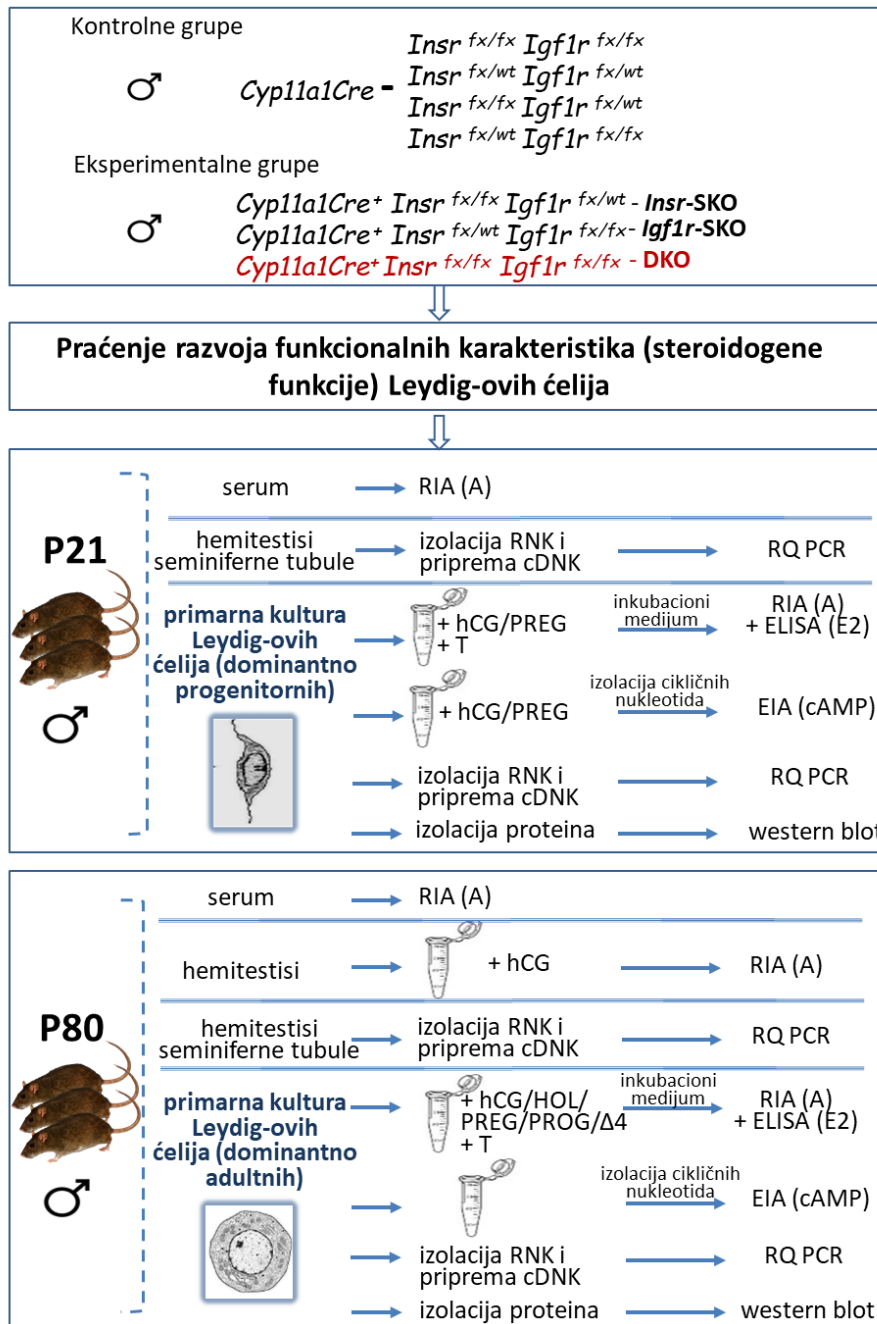 Kontrolne grupe
♂
Cyp11a1Cre -
Insr fx/fx Igf1r fx/fx
Insr fx/wt Igf1r fx/wt
Insr fx/fx Igf1r fx/wt
Insr fx/wt Igf1r fx/fx
Eksperimentalne grupe
♂
Cyp11a1Cre+ Insr fx/fx Igf1r fx/wt - Insr-SKO
Cyp11a1Cre+ Insr fx/wt Igf1r fx/fx- Igf1r-SKO
Cyp11a1Cre+ Insr fx/fx Igf1r fx/fx - DKO
Praćenje razvoja funkcionalnih karakteristika (steroidogene
funkcije) Leydig-ovih ćelija
P21
♂
serum
RIA (A)
hemitestisi
seminiferne tubule
izolacija RNK i
priprema cDNK
RQ PCR
primarna kultura
Leydig-ovih
ćelija (dominantno
progenitornih)
+ hCG/PREG
+ T
inkubacioni
medijum
RIA (A)
+ ELISA (E2)
+ hCG/PREG
izolacija cikličnih
nukleotida
EIA (cAMP)
izolacija RNK i
priprema cDNK
RQ PCR
izolacija proteina
western blot
P80
♂
serum
RIA (A)
hemitestisi
+ hCG
RIA (A)
hemitestisi
seminiferne tubule
izolacija RNK i
priprema cDNK
RQ PCR
primarna kultura
Leydig-ovih
ćelija (dominantno
adultnih)
+ hCG/HOL/
PREG/PROG/Δ4
+ T
inkubacioni
medijum
RIA (A)
+ ELISA (E2)
izolacija cikličnih
nukleotida
EIA (cAMP)
izolacija RNK i
priprema cDNK
RQ PCR
izolacija proteina
western blot